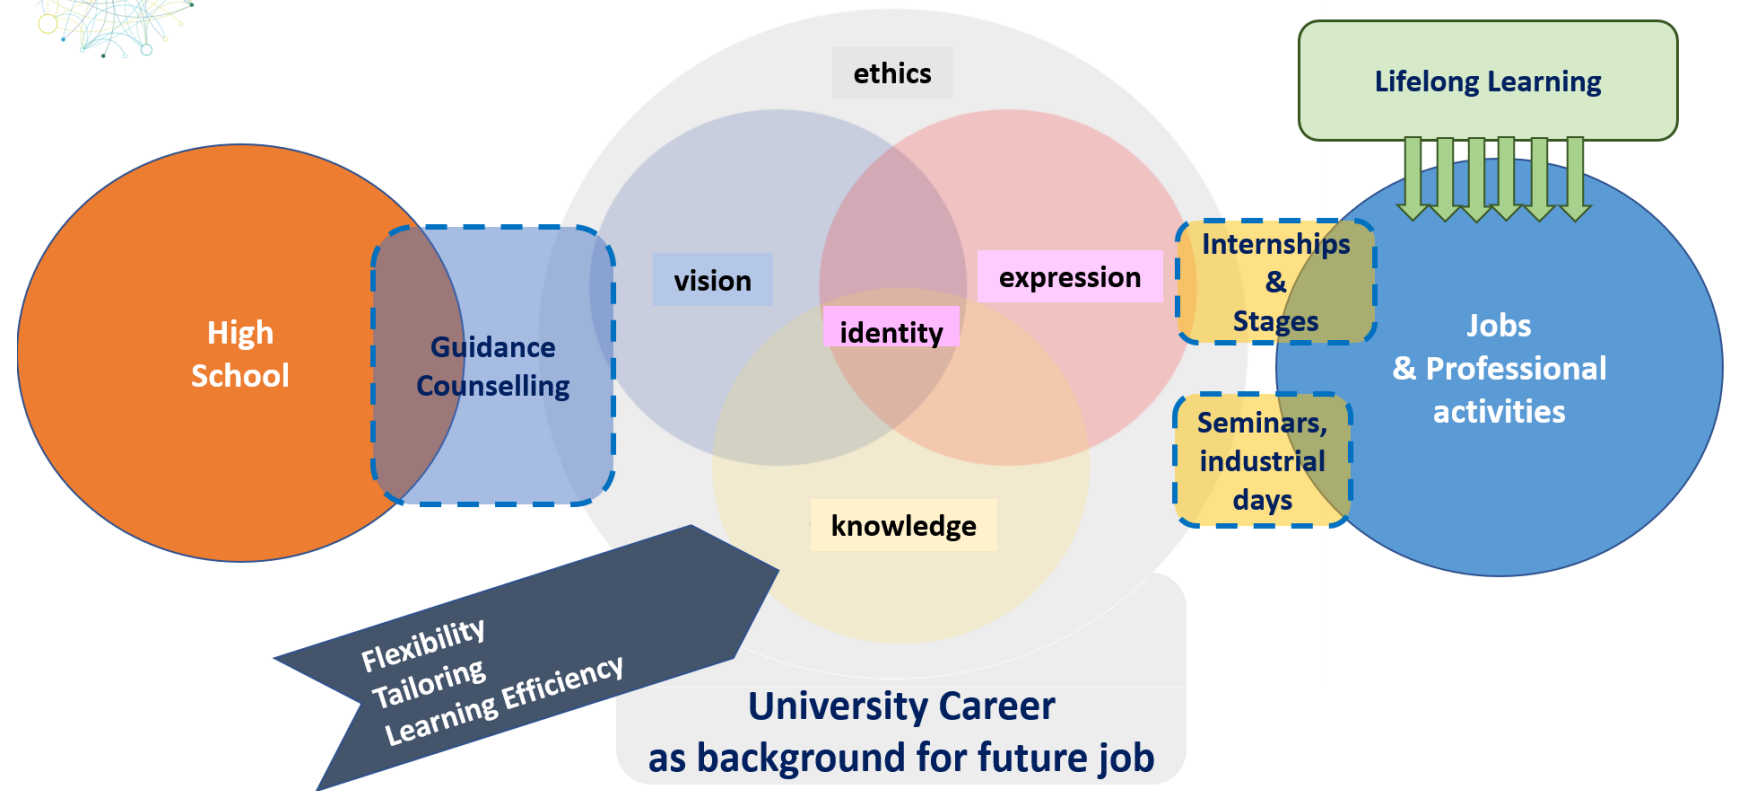 ethics
Lifelong Learning
High
School
Guidance
Counselling
vision
expression
identity
knowledge
Internships
&
Stages
Seminars,
industrial
days
Jobs
& Professional
activities
Flexibility
Tailoring
Learning Efficiency
University Career
as background for future job